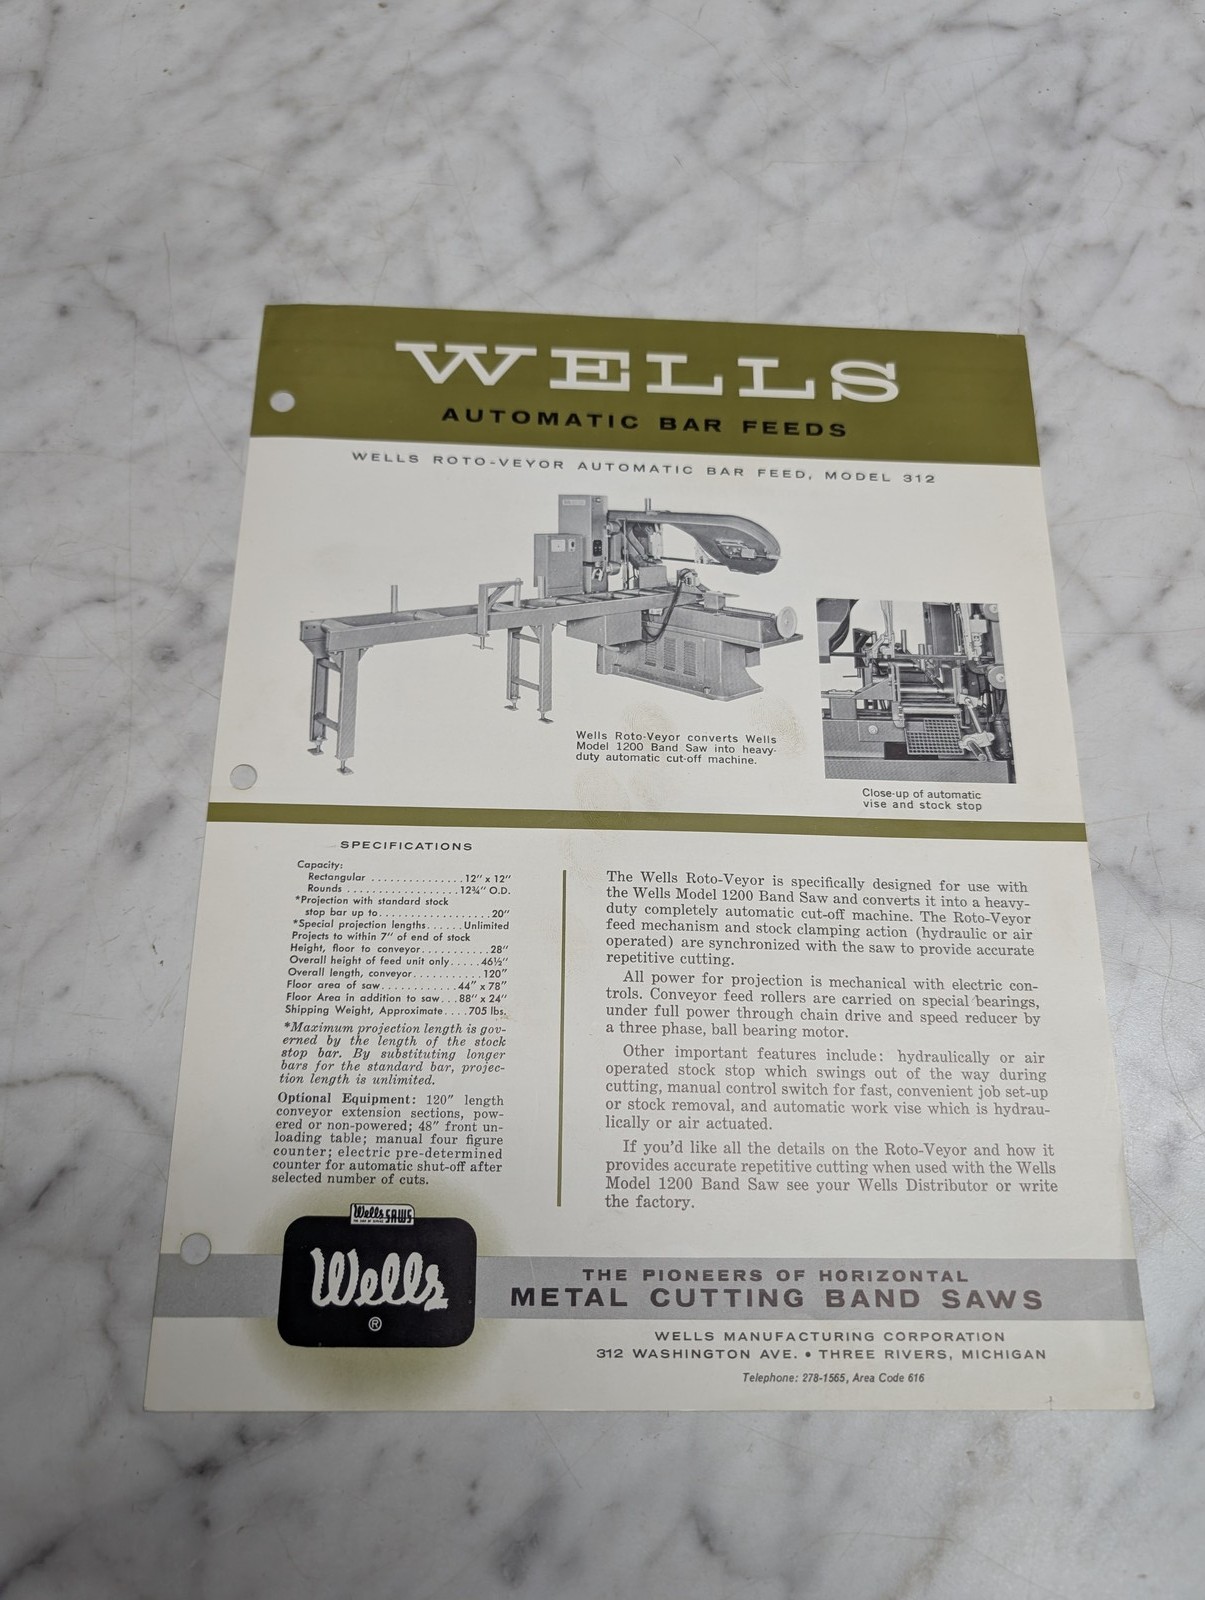 WELLS
AUTOMATIC BAR FEEDS
WELLS ROTO-VEYOR AUTOMATIC BAR FEED, MODEL 312
Wells Roto-Veyor converts Wells
Model 1200 Band Saw into heavy-
duty automatic cut-off machine.
Close-up of automatic
vise and stock stop
SPECIFICATIONS
Capacity:
Rectangular ...............12" x 12"
Rounds ..................12¾" O.D.
*Projection with standard stock
stop bar up to..................20"
*Special projection lengths......Unlimited
Projects to within 7" of end of stock
Height, floor to conveyor...........28"
Overall height of feed unit only.....46½"
Overall length, conveyor...........120"
Floor area of saw............44" x 78"
Floor Area in addition to saw...88" x 24"
Shipping Weight, Approximate....705 lbs.
*Maximum projection length is gov-
erned by the length of the stock
stop bar. By substituting longer
bars for the standard bar, projec-
tion length is unlimited.
Optional Equipment: 120" length
conveyor extension sections, pow-
ered or non-powered; 48" front un-
loading table; manual four figure
counter; electric pre-determined
counter for automatic shut-off after
selected number of cuts.
The Wells Roto-Veyor is specifically designed for use with
the Wells Model 1200 Band Saw and converts it into a heavy-
duty completely automatic cut-off machine. The Roto-Veyor
feed mechanism and stock clamping action (hydraulic or air
operated) are synchronized with the saw to provide accurate
repetitive cutting.
All power for projection is mechanical with electric con-
trols. Conveyor feed rollers are carried on special bearings,
under full power through chain drive and speed reducer by
a three phase, ball bearing motor.
Other important features include: hydraulically or air
operated stock stop which swings out of the way during
cutting, manual control switch for fast, convenient job set-up
or stock removal, and automatic work vise which is hydrau-
lically or air actuated.
If you'd like all the details on the Roto-Veyor and how it
provides accurate repetitive cutting when used with the Wells
Model 1200 Band Saw see your Wells Distributor or write
the factory.
Wells SAWS
Wells
®
THE PIONEERS OF HORIZONTAL
METAL CUTTING BAND SAWS
WELLS MANUFACTURING CORPORATION
312 WASHINGTON AVE. • THREE RIVERS, MICHIGAN
Telephone: 278-1565, Area Code 616